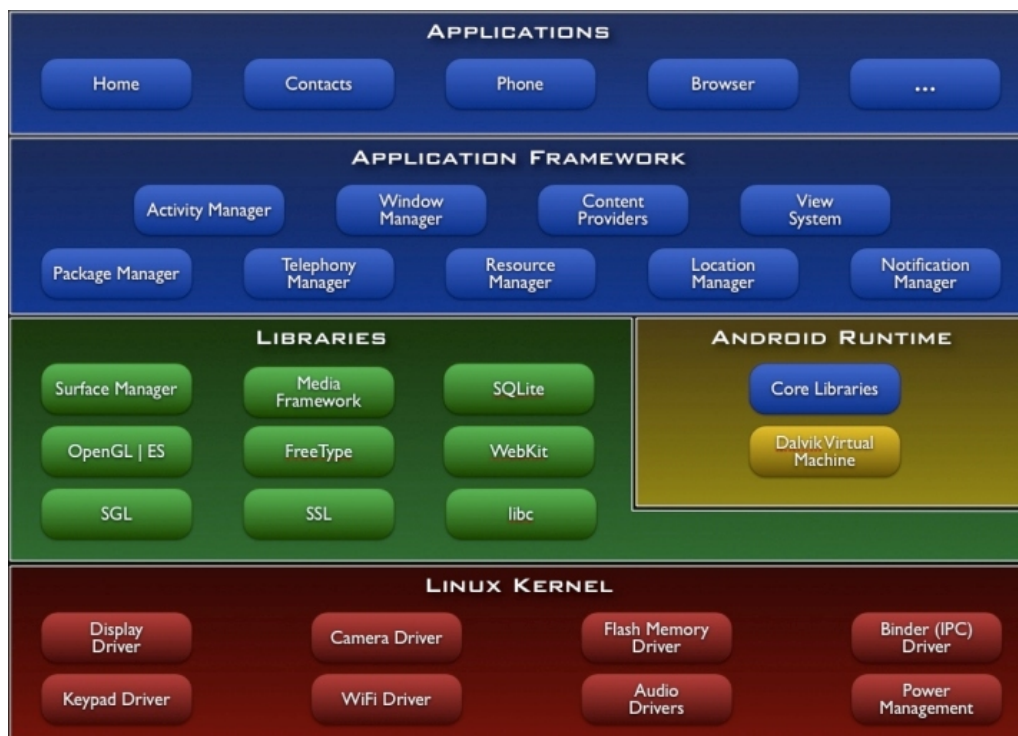 APPLICATIONS
Home
Contacts
Phone
Browser
...
APPLICATION FRAMEWORK
Activity Manager
Window
Manager
Content
Providers
View
System
Package Manager
Telephony
Manager
Resource
Manager
Location
Manager
Notification
Manager
LIBRARIES
Surface Manager
Media
Framework
SQLite
OpenGL | ES
FreeType
WebKit
SGL
SSL
libc
ANDROID RUNTIME
Core Libraries
Dalvik Virtual
Machine
LINUX KERNEL
Display
Driver
Camera Driver
Flash Memory
Driver
Binder (IPC)
Driver
Keypad Driver
WiFi Driver
Audio
Drivers
Power
Management